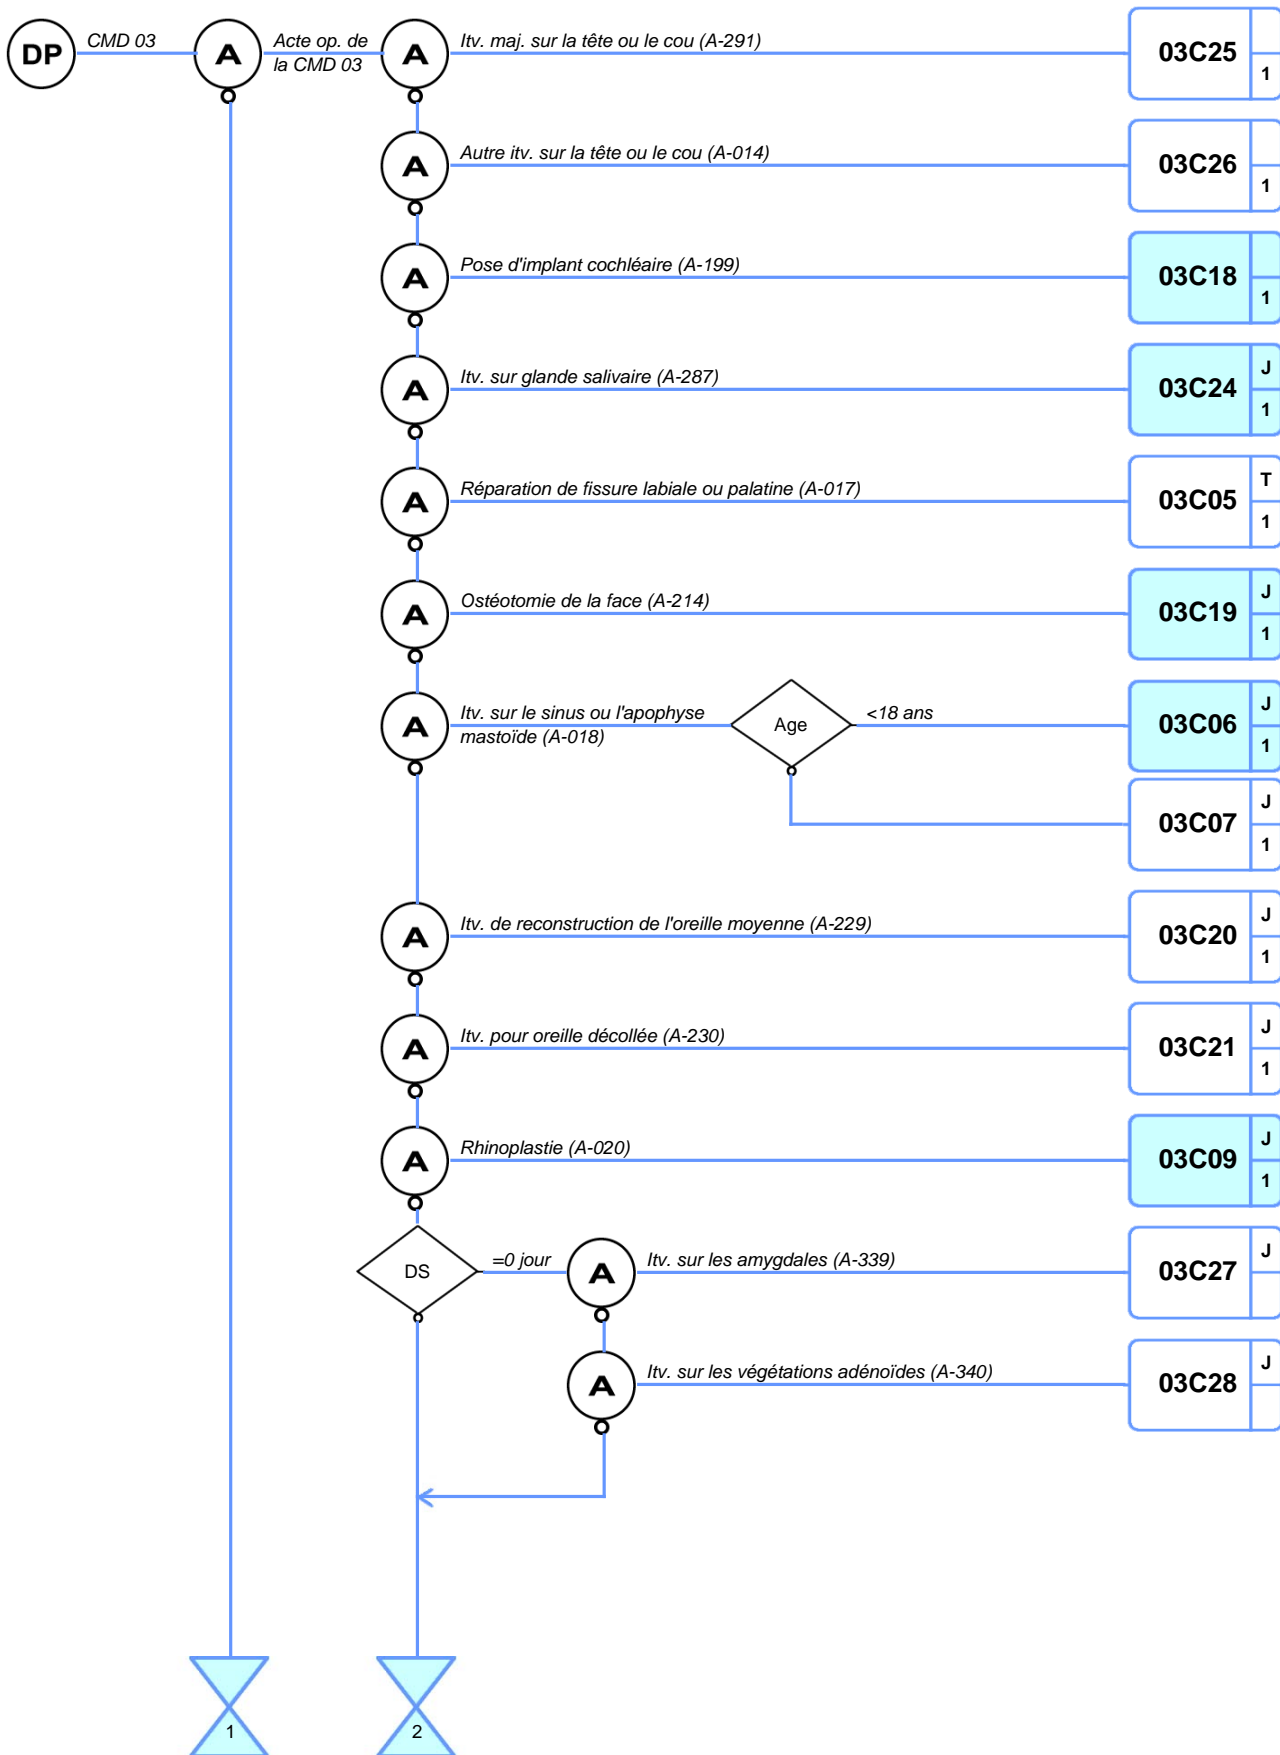 DP
CMD 03
A
Acte op. de
la CMD 03
A
Itv. maj. sur la tête ou le cou (A-291)
03C25
1
A
Autre itv. sur la tête ou le cou (A-014)
03C26
1
A
Pose d'implant cochléaire (A-199)
03C18
1
A
Itv. sur glande salivaire (A-287)
03C24
J
1
A
Réparation de fissure labiale ou palatine (A-017)
03C05
T
1
A
Ostéotomie de la face (A-214)
03C19
J
1
A
Itv. sur le sinus ou l'apophyse
mastoïde (A-018)
Age
<18 ans
03C06
J
1
03C07
J
1
A
Itv. de reconstruction de l'oreille moyenne (A-229)
03C20
J
1
A
Itv. pour oreille décollée (A-230)
03C21
J
1
A
Rhinoplastie (A-020)
03C09
J
1
DS
=0 jour
A
Itv. sur les amygdales (A-339)
03C27
J
A
Itv. sur les végétations adénoïdes (A-340)
03C28
J
1
2